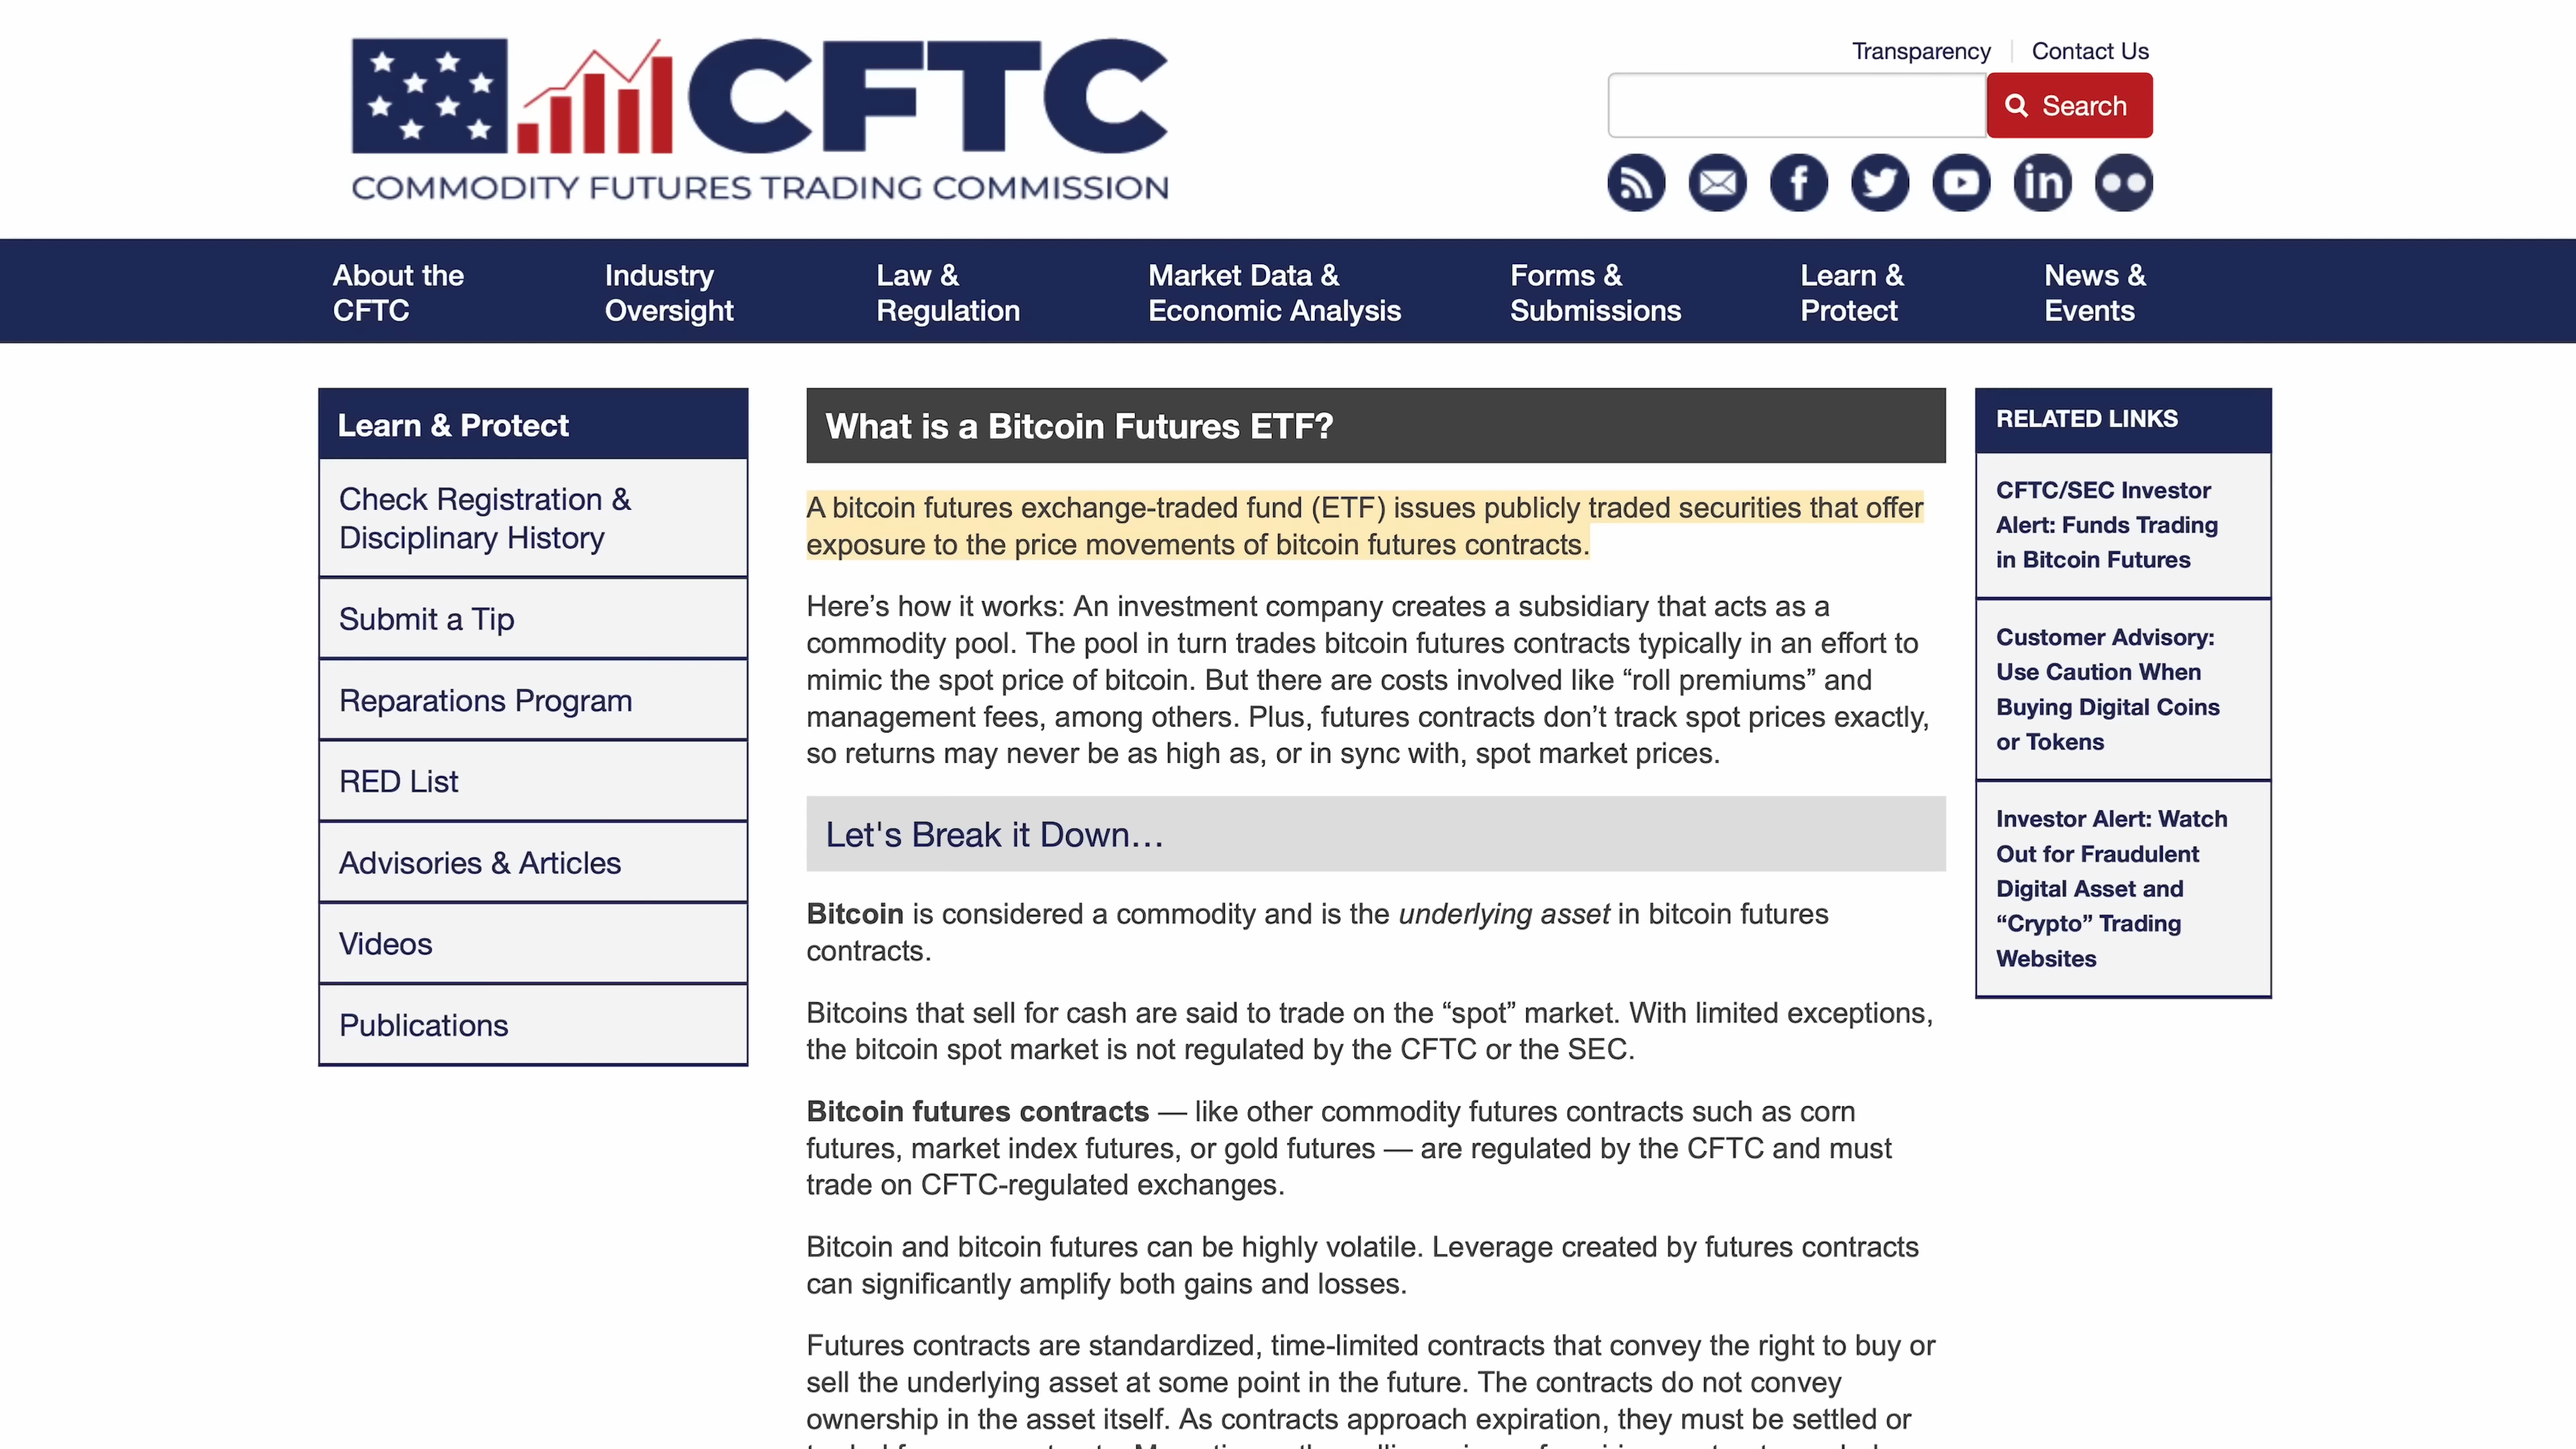 CFTC
COMMODITY FUTURES TRADING COMMISSION
Transparency
Contact Us
Search
About the
CFTC
Industry
Oversight
Law &
Regulation
Market Data &
Economic Analysis
Forms &
Submissions
Learn &
Protect
News &
Events
Learn & Protect
Check Registration &
Disciplinary History
Submit a Tip
Reparations Program
RED List
Advisories & Articles
Videos
Publications
What is a Bitcoin Futures ETF?
A bitcoin futures exchange-traded fund (ETF) issues publicly traded securities that offer
exposure to the price movements of bitcoin futures contracts.
Here’s how it works: An investment company creates a subsidiary that acts as a
commodity pool. The pool in turn trades bitcoin futures contracts typically in an effort to
mimic the spot price of bitcoin. But there are costs involved like “roll premiums” and
management fees, among others. Plus, futures contracts don’t track spot prices exactly,
so returns may never be as high as, or in sync with, spot market prices.
Let's Break it Down…
Bitcoin is considered a commodity and is the underlying asset in bitcoin futures
contracts.
Bitcoins that sell for cash are said to trade on the “spot” market. With limited exceptions,
the bitcoin spot market is not regulated by the CFTC or the SEC.
Bitcoin futures contracts — like other commodity futures contracts such as corn
futures, market index futures, or gold futures — are regulated by the CFTC and must
trade on CFTC-regulated exchanges.
Bitcoin and bitcoin futures can be highly volatile. Leverage created by futures contracts
can significantly amplify both gains and losses.
Futures contracts are standardized, time-limited contracts that convey the right to buy or
sell the underlying asset at some point in the future. The contracts do not convey
ownership in the asset itself. As contracts approach expiration, they must be settled or
RELATED LINKS
CFTC/SEC Investor
Alert: Funds Trading
in Bitcoin Futures
Customer Advisory:
Use Caution When
Buying Digital Coins
or Tokens
Investor Alert: Watch
Out for Fraudulent
Digital Asset and
“Crypto” Trading
Websites